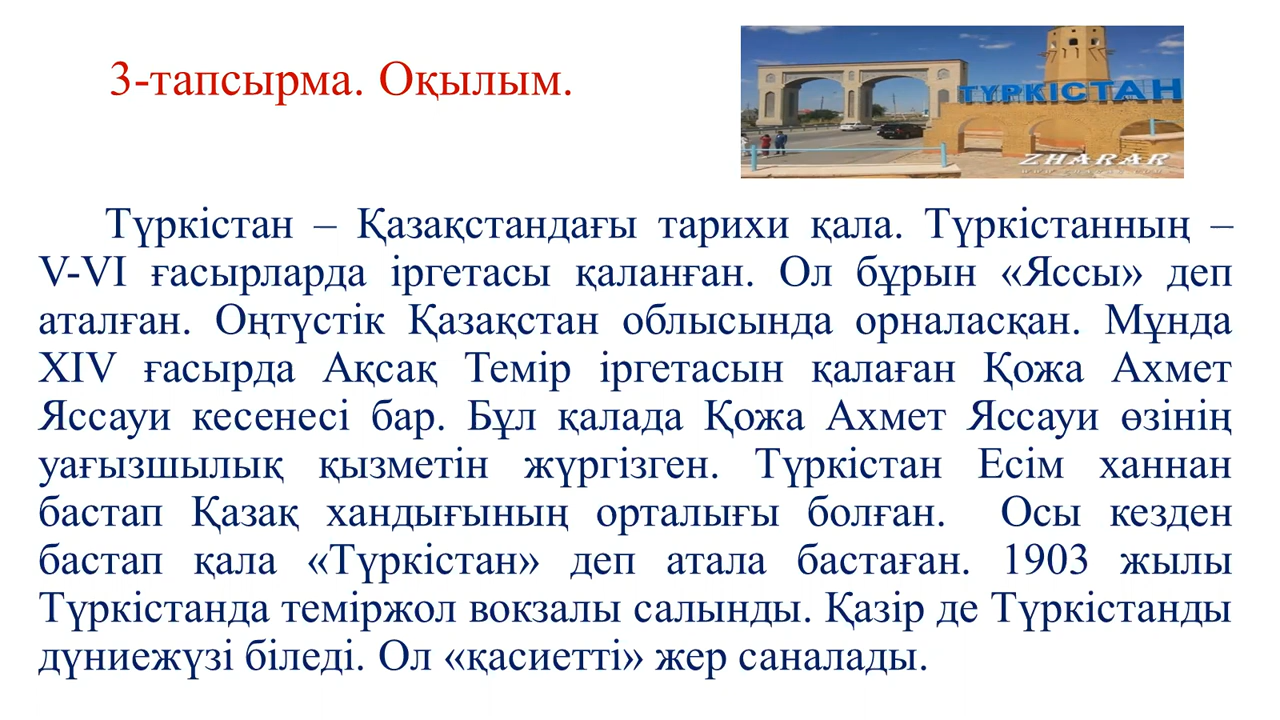 3-тапсырма. Оқылым.
ТҮРКІСТАН
ZHARAR
Түркістан – Қазақстандағы тарихи қала. Түркістанның –
V-VI ғасырларда іргетасы қаланған. Ол бұрын «Яссы» деп
аталған. Оңтүстік Қазақстан облысында орналасқан. Мұнда
XIV ғасырда Ақсақ Темір іргетасын қалаған Қожа Ахмет
Яссауи кесенесі бар. Бұл қалада Қожа Ахмет Яссауи өзінің
уағызшылық қызметін жүргізген. Түркістан Есім ханнан
бастап Қазақ хандығының орталығы болған. Осы кезден
бастап қала «Түркістан» деп атала бастаған. 1903 жылы
Түркістанда теміржол вокзалы салынды. Қазір де Түркістанды
дүниежүзі біледі. Ол «қасиетті» жер саналады.